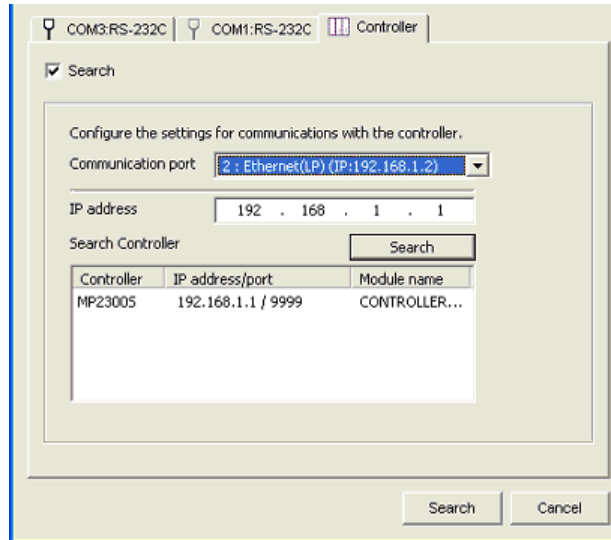 COM3:RS-232C COM1:RS-232C Controller
Search
Configure the settings for communications with the controller.
Communication port 2 : Ethernet(LP) (IP:192.168.1.2)
IP address 192 . 168 . 1 . 1
Search Controller Search
Controller IP address/port Module name
MP23005 192.168.1.1 / 9999 CONTROLLER...
Search Cancel